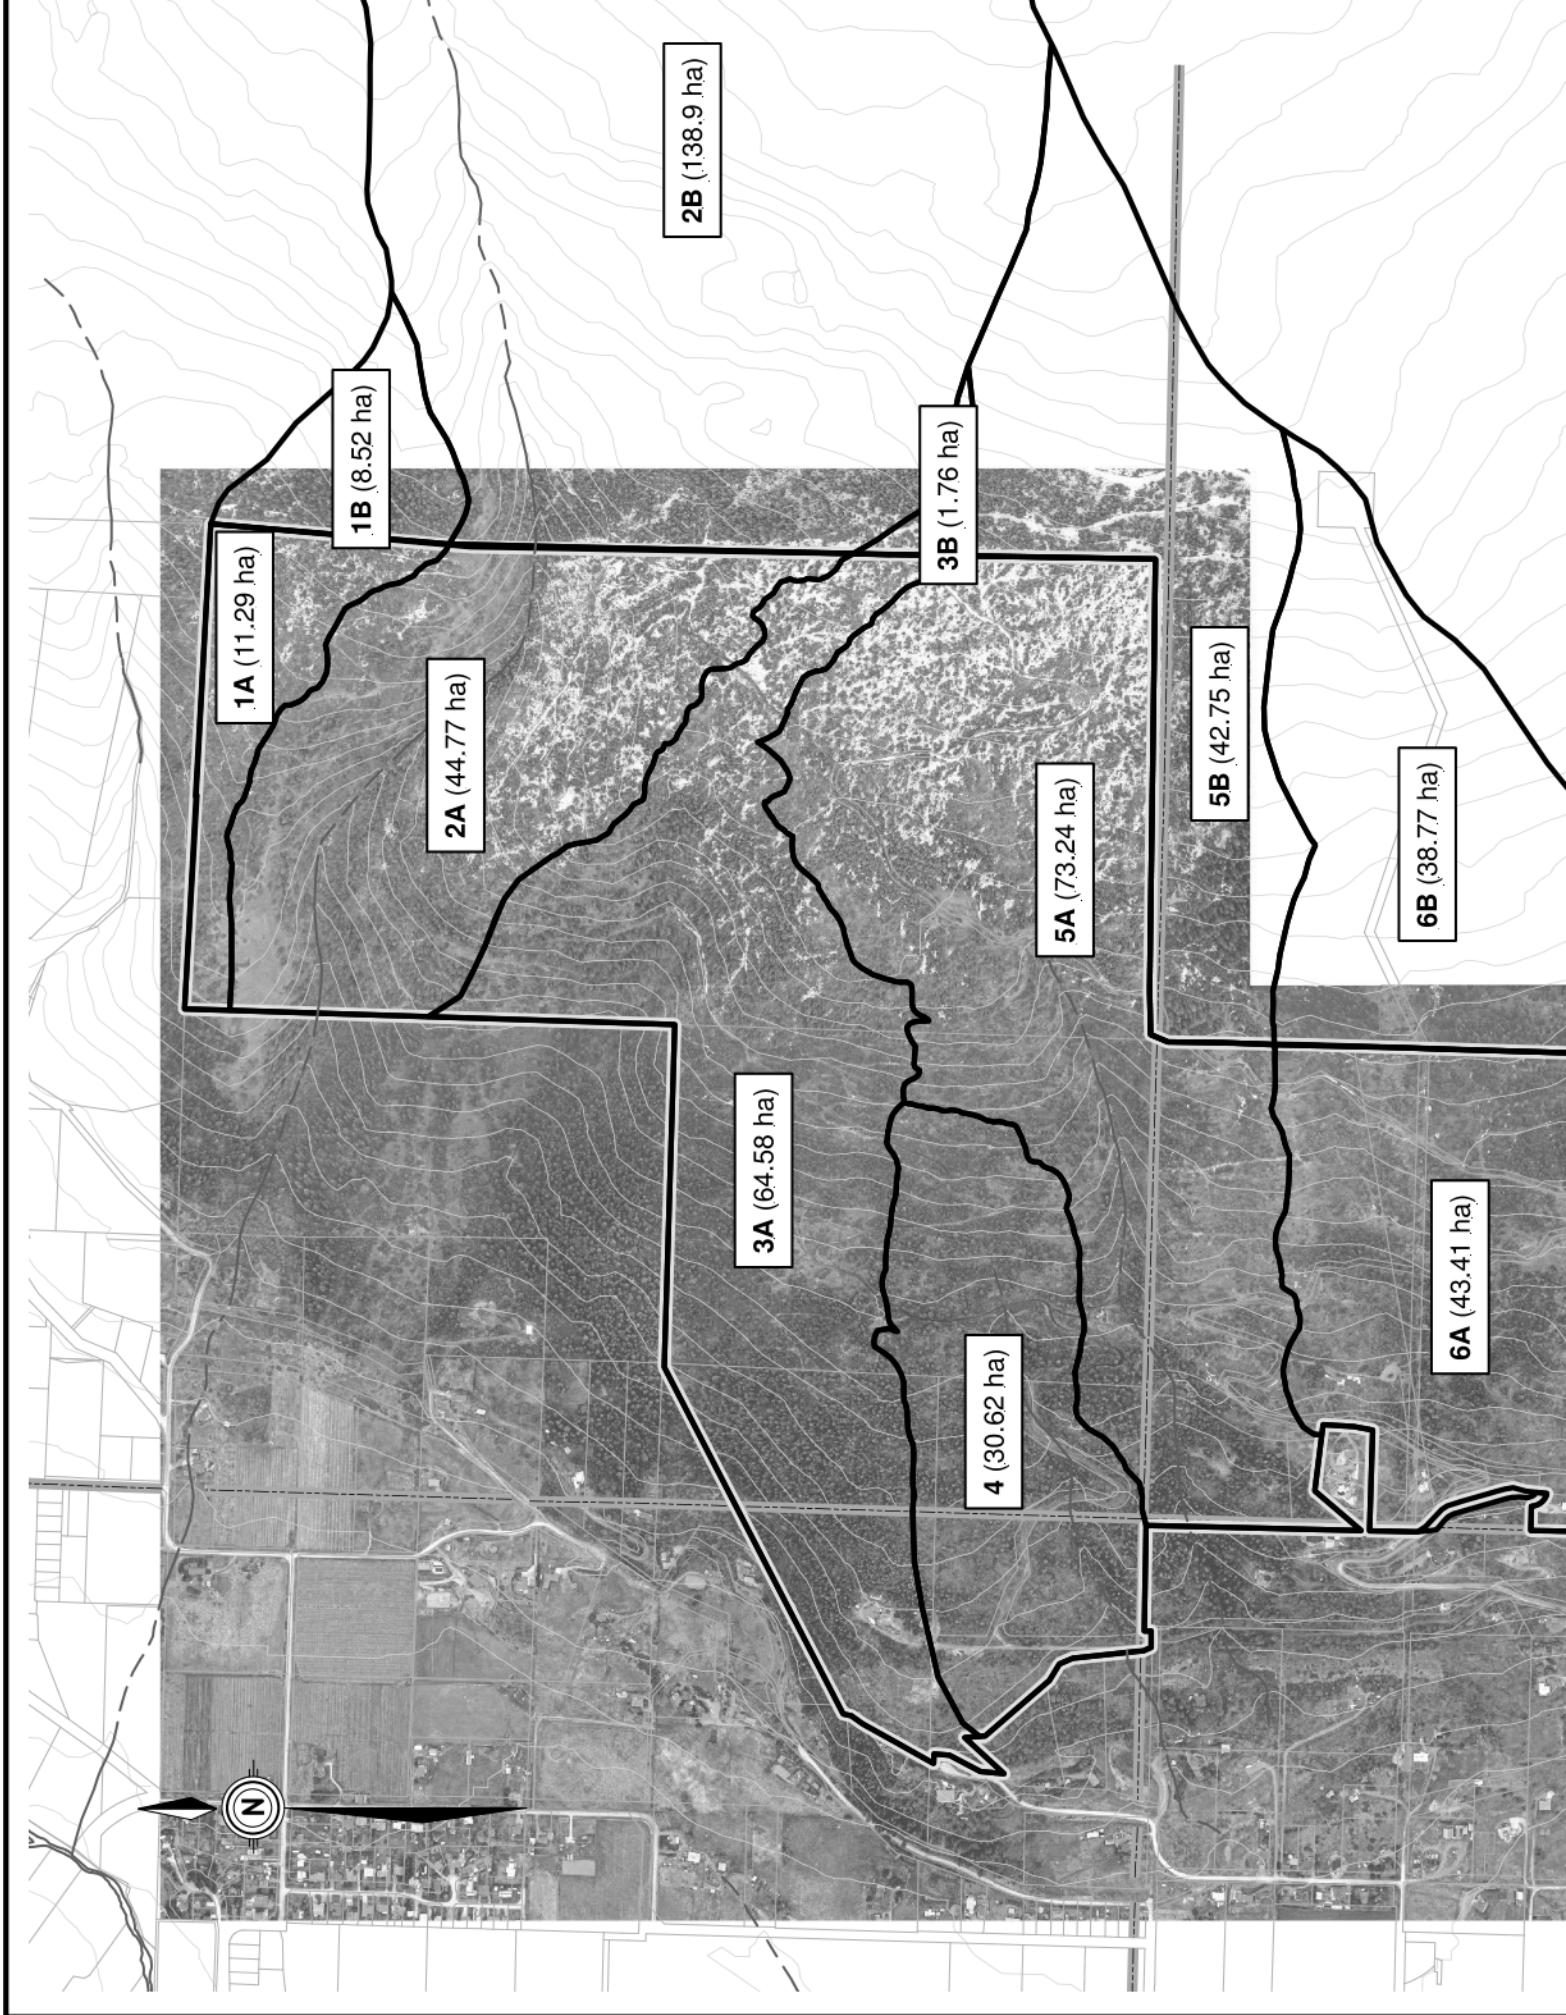 1A (11.29 ha)
1B (8.52 ha)
2A (44.77 ha)
2B (138.9 ha)
3A (64.58 ha)
3B (1.76 ha)
4 (30.62 ha)
5A (73.24 ha)
5B (42.75 ha)
6A (43.41 ha)
6B (38.77 ha)
N